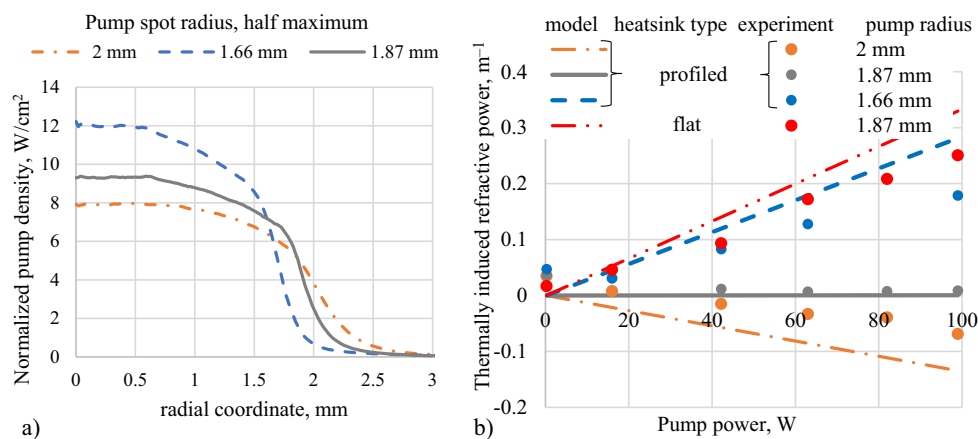 Pump spot radius, half maximum
2 mm 1.66 mm 1.87 mm
Normalized pump density, W/cm²
14
12
10
8
6
4
2
0
0 0.5 1 1.5 2 2.5 3
radial coordinate, mm
a)
model heatsink type experiment pump radius
2 mm
profiled 1.87 mm
1.66 mm
flat 1.87 mm
Thermally induced refractive power, m⁻¹
0.4
0.3
0.2
0.1
0
-0.1
-0.2
0 20 40 60 80 100
Pump power, W
b)